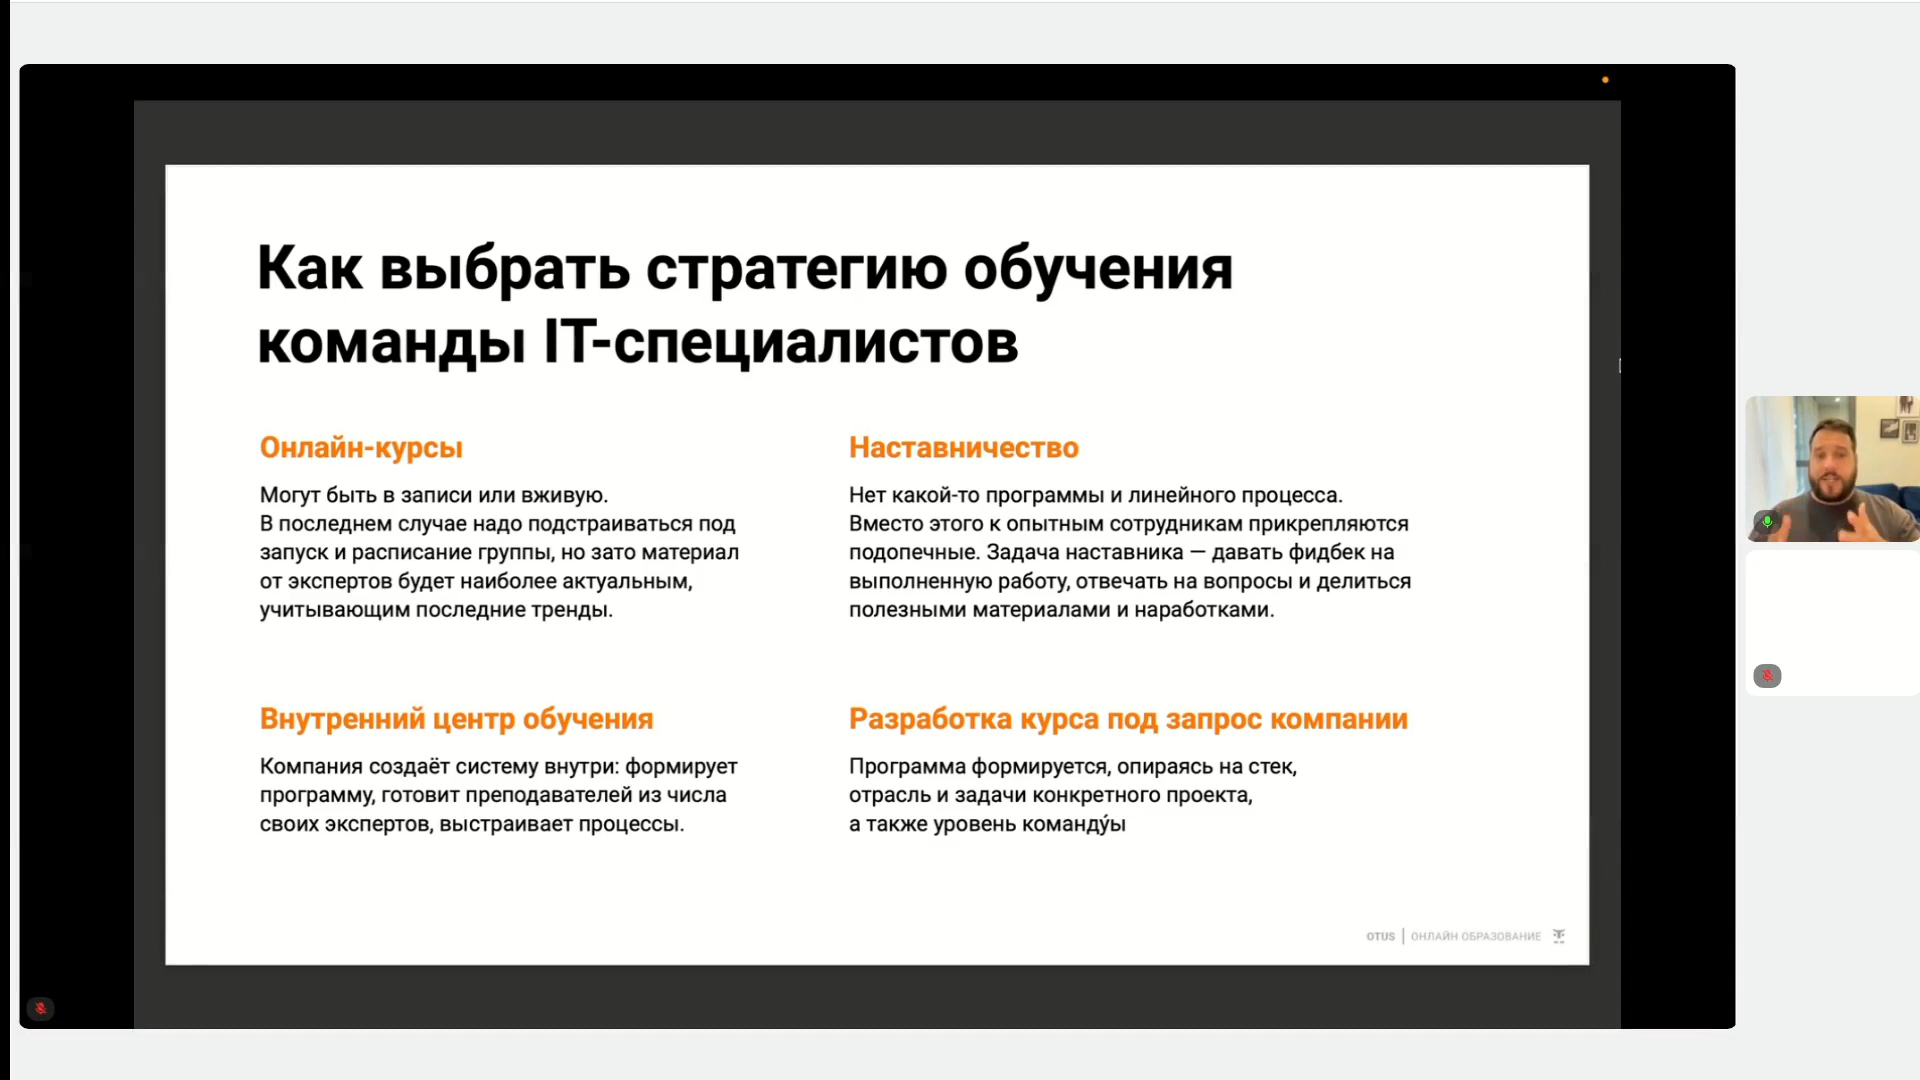 Как выбрать стратегию обучения
команды IT-специалистов
Онлайн-курсы
Могут быть в записи или вживую.
В последнем случае надо подстраиваться под
запуск и расписание группы, но зато материал
от экспертов будет наиболее актуальным,
учитывающим последние тренды.
Наставничество
Нет какой-то программы и линейного процесса.
Вместо этого к опытным сотрудникам прикрепляются
подопечные. Задача наставника — давать фидбек на
выполненную работу, отвечать на вопросы и делиться
полезными материалами и наработками.
Внутренний центр обучения
Компания создаёт систему внутри: формирует
программу, готовит преподавателей из числа
своих экспертов, выстраивает процессы.
Разработка курса под запрос компании
Программа формируется, опираясь на стек,
отрасль и задачи конкретного проекта,
а также уровень команду́ы
OTUS | ОНЛАЙН ОБРАЗОВАНИЕ